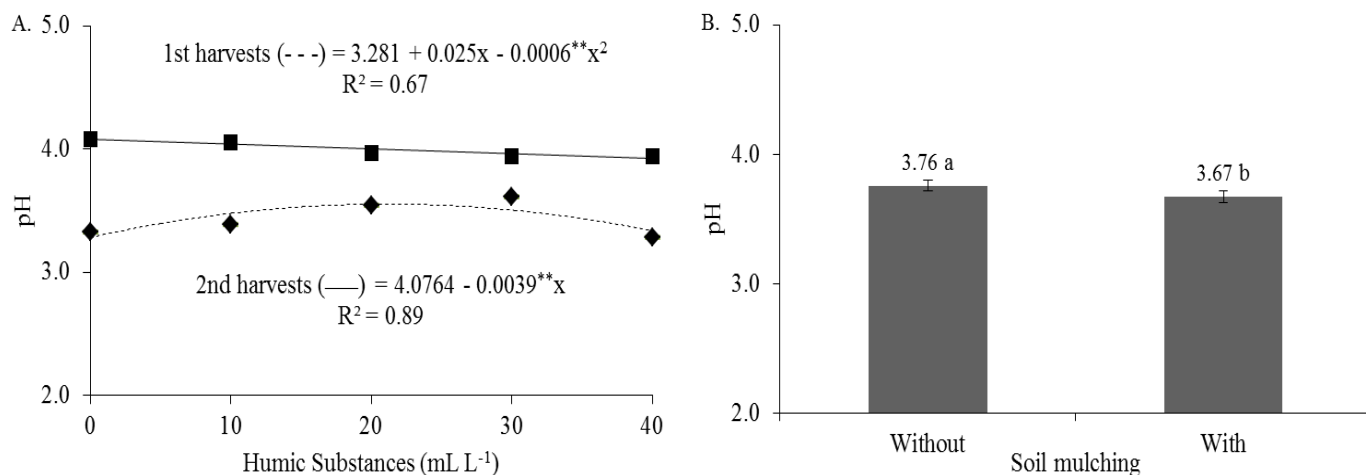 A.
5.0
4.0
3.0
2.0
pH
1st harvests (- - -) = 3.281 + 0.025x - 0.0006**x²
R² = 0.67
2nd harvests (——) = 4.0764 - 0.0039**x
R² = 0.89
0 10 20 30 40
Humic Substances (mL L⁻¹)
B.
5.0
4.0
3.0
2.0
pH
3.76 a
3.67 b
Without With
Soil mulching